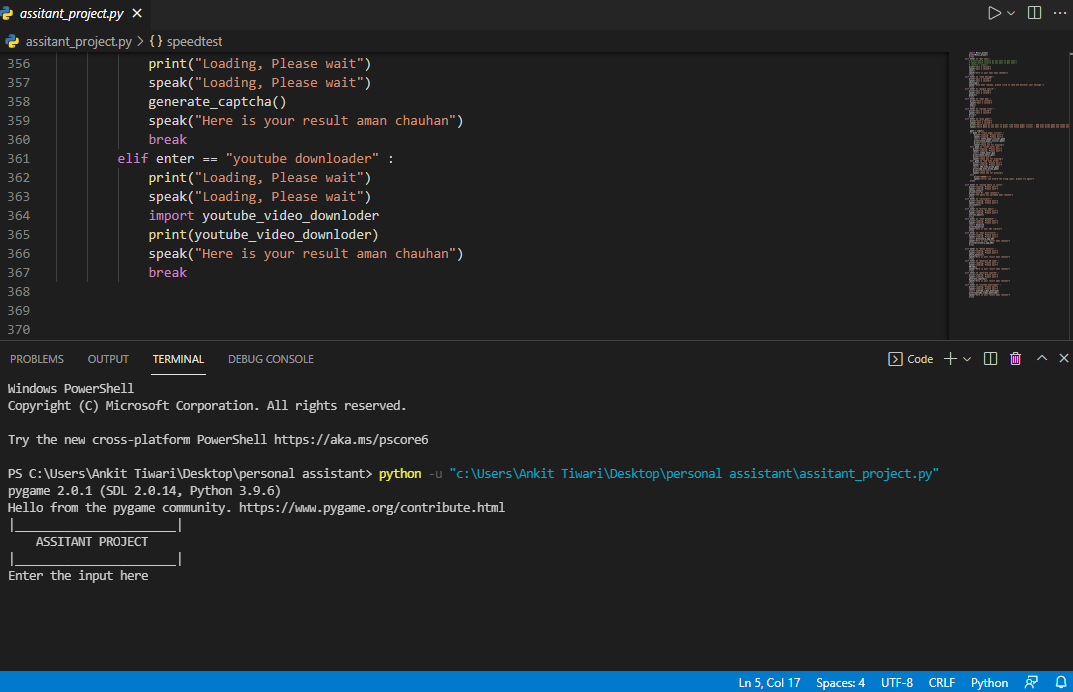 assitant_project.py
assitant_project.py > {} speedtest
356 print("Loading, Please wait")
357 speak("Loading, Please wait")
358 generate_captcha()
359 speak("Here is your result aman chauhan")
360 break
361 elif enter == "youtube downloader" :
362 print("Loading, Please wait")
363 speak("Loading, Please wait")
364 import youtube_video_downloder
365 print(youtube_video_downloder)
366 speak("Here is your result aman chauhan")
367 break
368
369
370
PROBLEMS OUTPUT TERMINAL DEBUG CONSOLE Code
Windows PowerShell
Copyright (C) Microsoft Corporation. All rights reserved.
Try the new cross-platform PowerShell https://aka.ms/pscore6
PS C:\Users\Ankit Tiwari\Desktop\personal assistant> python -u "c:\Users\Ankit Tiwari\Desktop\personal assistant\assitant_project.py"
pygame 2.0.1 (SDL 2.0.14, Python 3.9.6)
Hello from the pygame community. https://www.pygame.org/contribute.html
|_______________________|
ASSITANT PROJECT
|_______________________|
Enter the input here
Ln 5, Col 17 Spaces: 4 UTF-8 CRLF Python